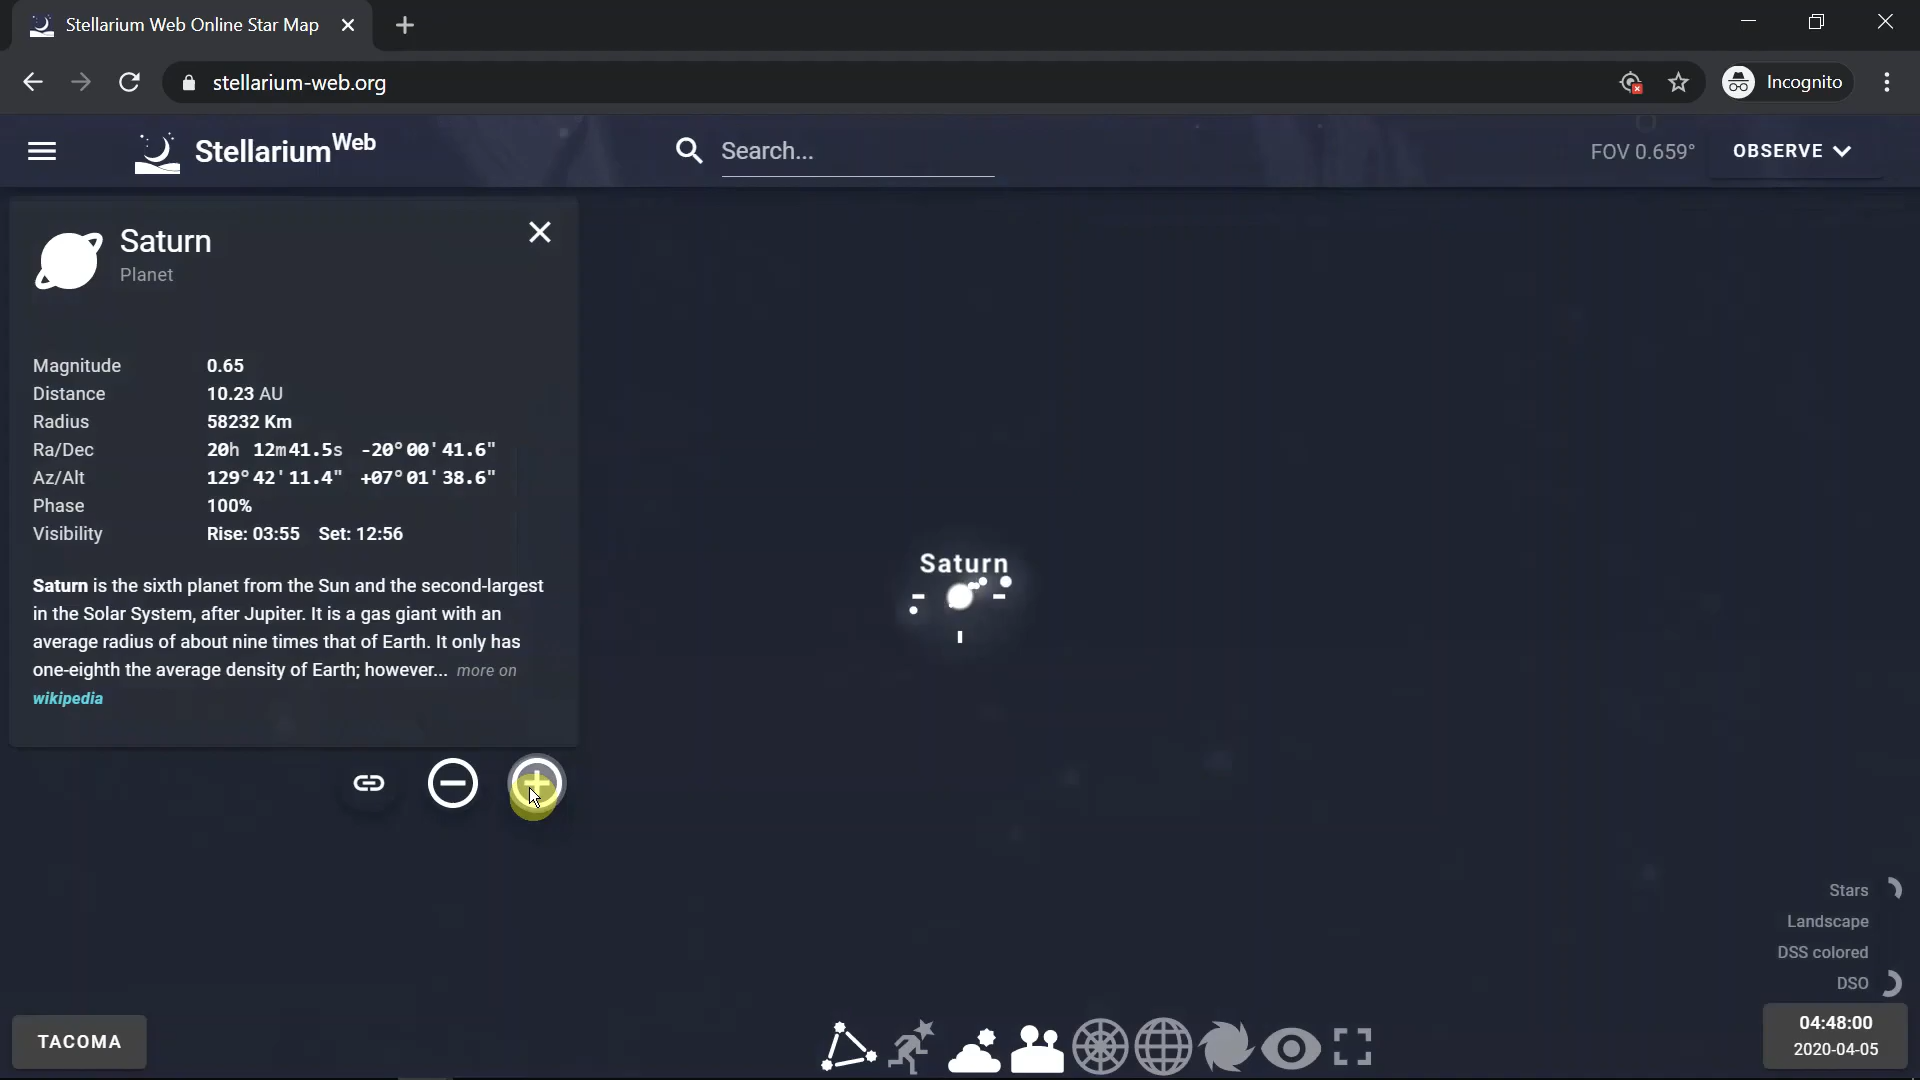 Stellarium Web Online Star Map
stellarium-web.org
Incognito
StellariumWeb
Search...
FOV 0.659°
OBSERVE
Saturn
Planet
Magnitude 0.65
Distance 10.23 AU
Radius 58232 Km
Ra/Dec 20h 12m41.5s -20°00'41.6"
Az/Alt 129°42'11.4" +07°01'38.6"
Phase 100%
Visibility Rise: 03:55 Set: 12:56
Saturn is the sixth planet from the Sun and the second-largest
in the Solar System, after Jupiter. It is a gas giant with an
average radius of about nine times that of Earth. It only has
one-eighth the average density of Earth; however... more on
wikipedia
Saturn
Stars
Landscape
DSS colored
DSO
TACOMA
04:48:00
2020-04-05